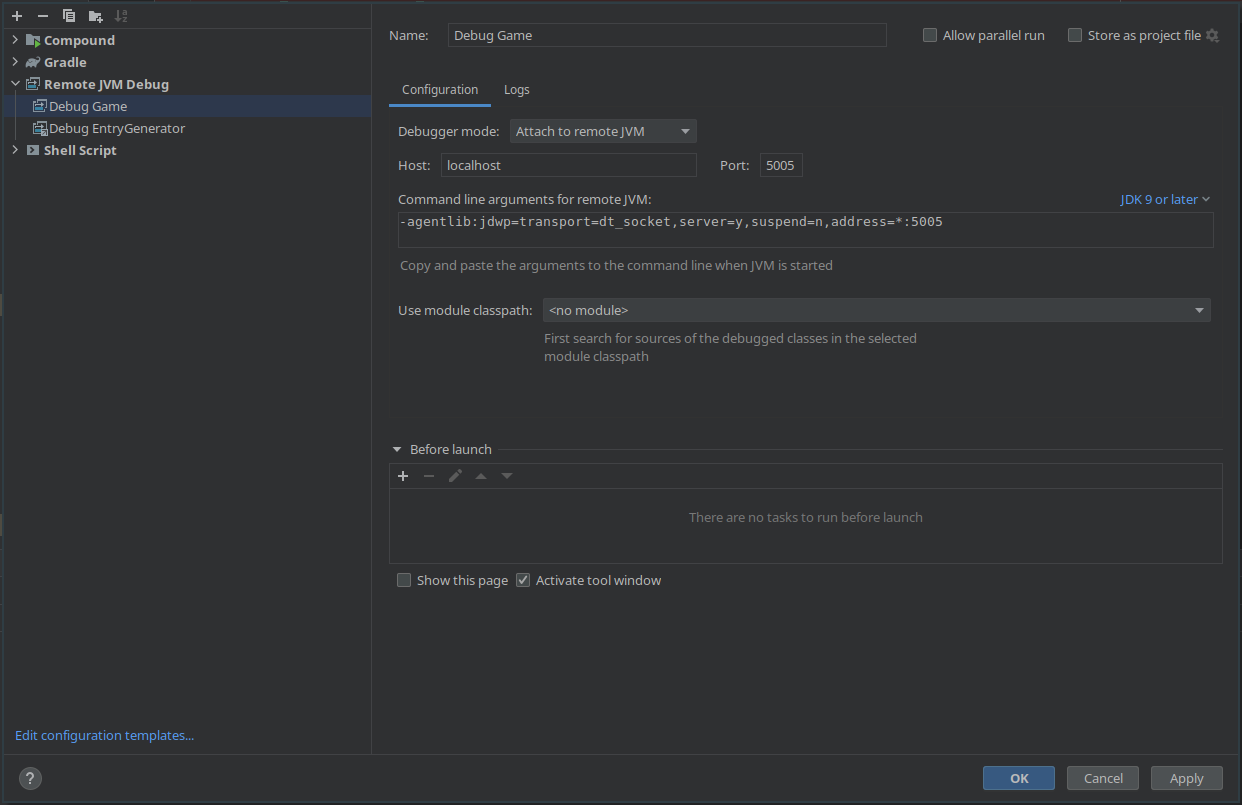 Compound
Gradle
Remote JVM Debug
Debug Game
Debug EntryGenerator
Shell Script
Edit configuration templates...
Name: Debug Game
Allow parallel run
Store as project file
Configuration
Logs
Debugger mode: Attach to remote JVM
Host: localhost
Port: 5005
Command line arguments for remote JVM:
JDK 9 or later
-agentlib:jdwp=transport=dt_socket,server=y,suspend=n,address=*:5005
Copy and paste the arguments to the command line when JVM is started
Use module classpath: <no module>
First search for sources of the debugged classes in the selected
module classpath
Before launch
There are no tasks to run before launch
Show this page
Activate tool window
?
OK
Cancel
Apply